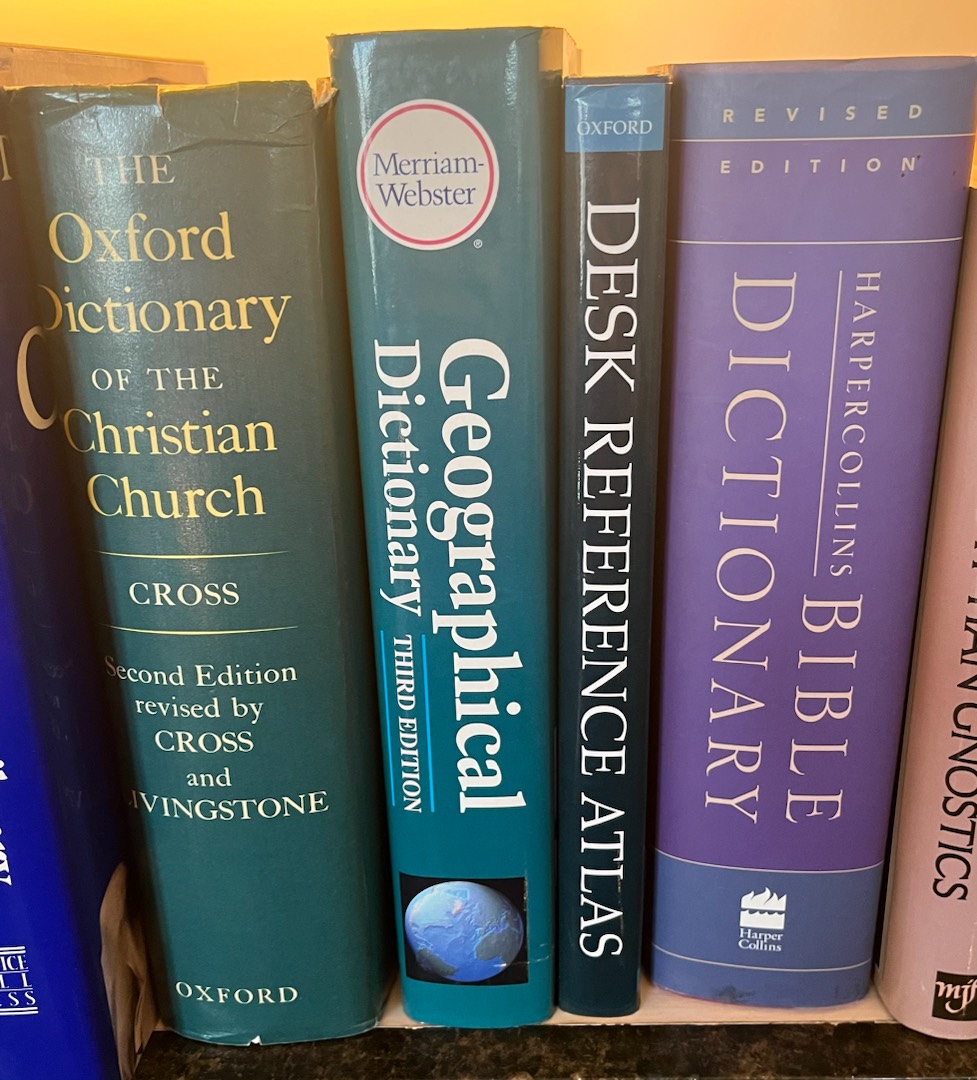 THE
Oxford
Dictionary
OF THE
Christian
Church
CROSS
Second Edition
revised by
CROSS
and
LIVINGSTONE
OXFORD
Merriam-
Webster
®
Geographical
Dictionary
THIRD EDITION
OXFORD
DESK REFERENCE ATLAS
REVISED
EDITION
HARPERCOLLINS BIBLE
DICTIONARY
Harper
Collins
GNOSTICS
mjf